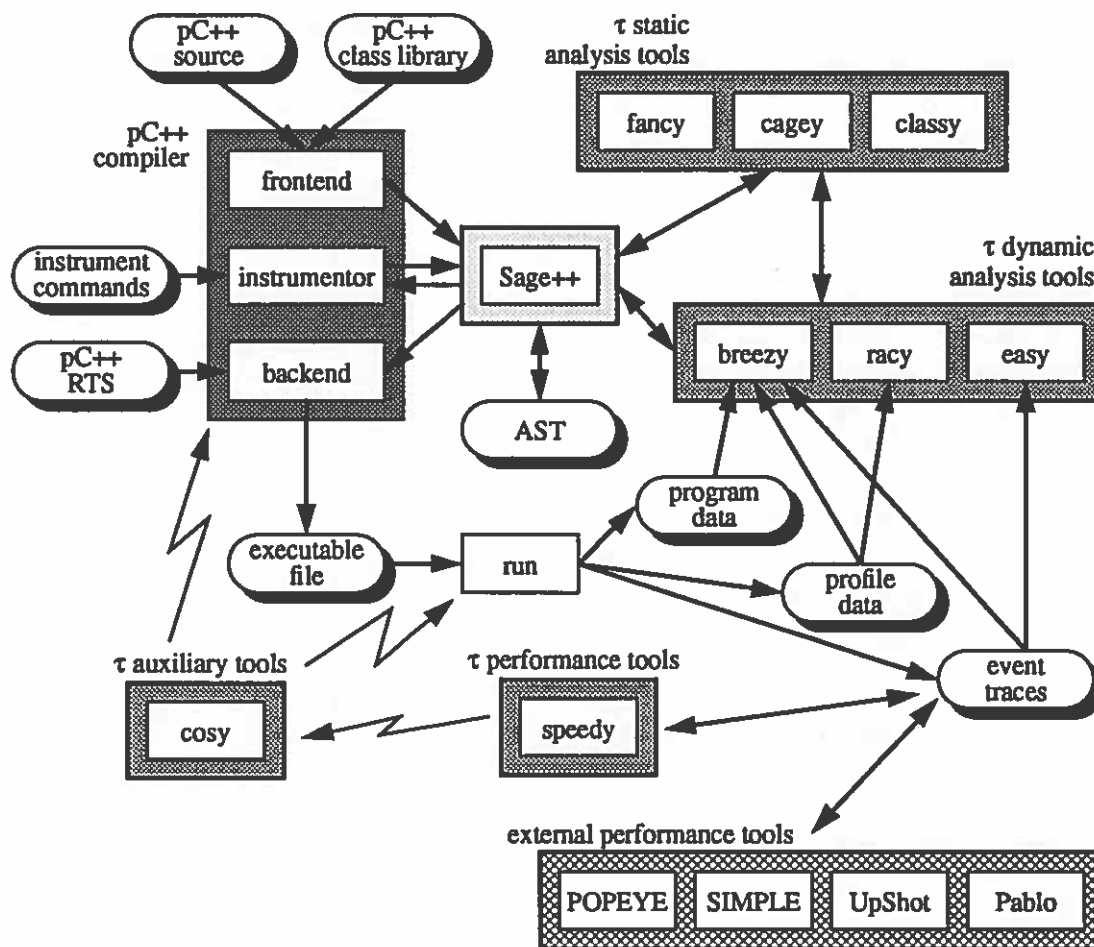 pC++
source
pC++
class library
τ static
analysis tools
fancy
cagey
classy
pC++
compiler
frontend
instrument
commands
instrumentor
Sage++
τ dynamic
analysis tools
pC++
RTS
backend
breezy
racy
easy
AST
program
data
executable
file
run
profile
data
τ auxiliary tools
τ performance tools
event
traces
cosy
speedy
external performance tools
POPEYE
SIMPLE
UpShot
Pablo